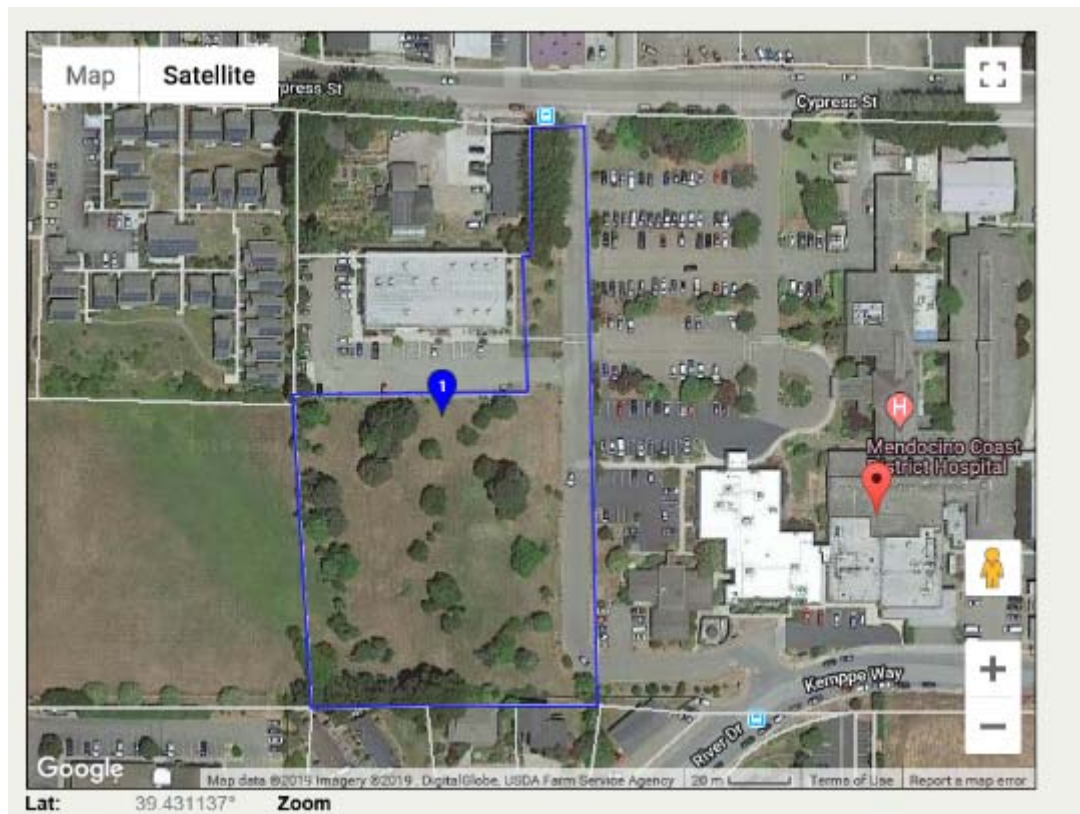 Map Satellite
press St
Cypress St
1
H
Mendocino Coast
District Hospital
Kemppe Way
River Dr
Google
Map data ©2019 Imagery ©2019 , DigitalGlobe, USDA Farm Service Agency 20 m Terms of Use Report a map error
Lat: 39.431137° Zoom